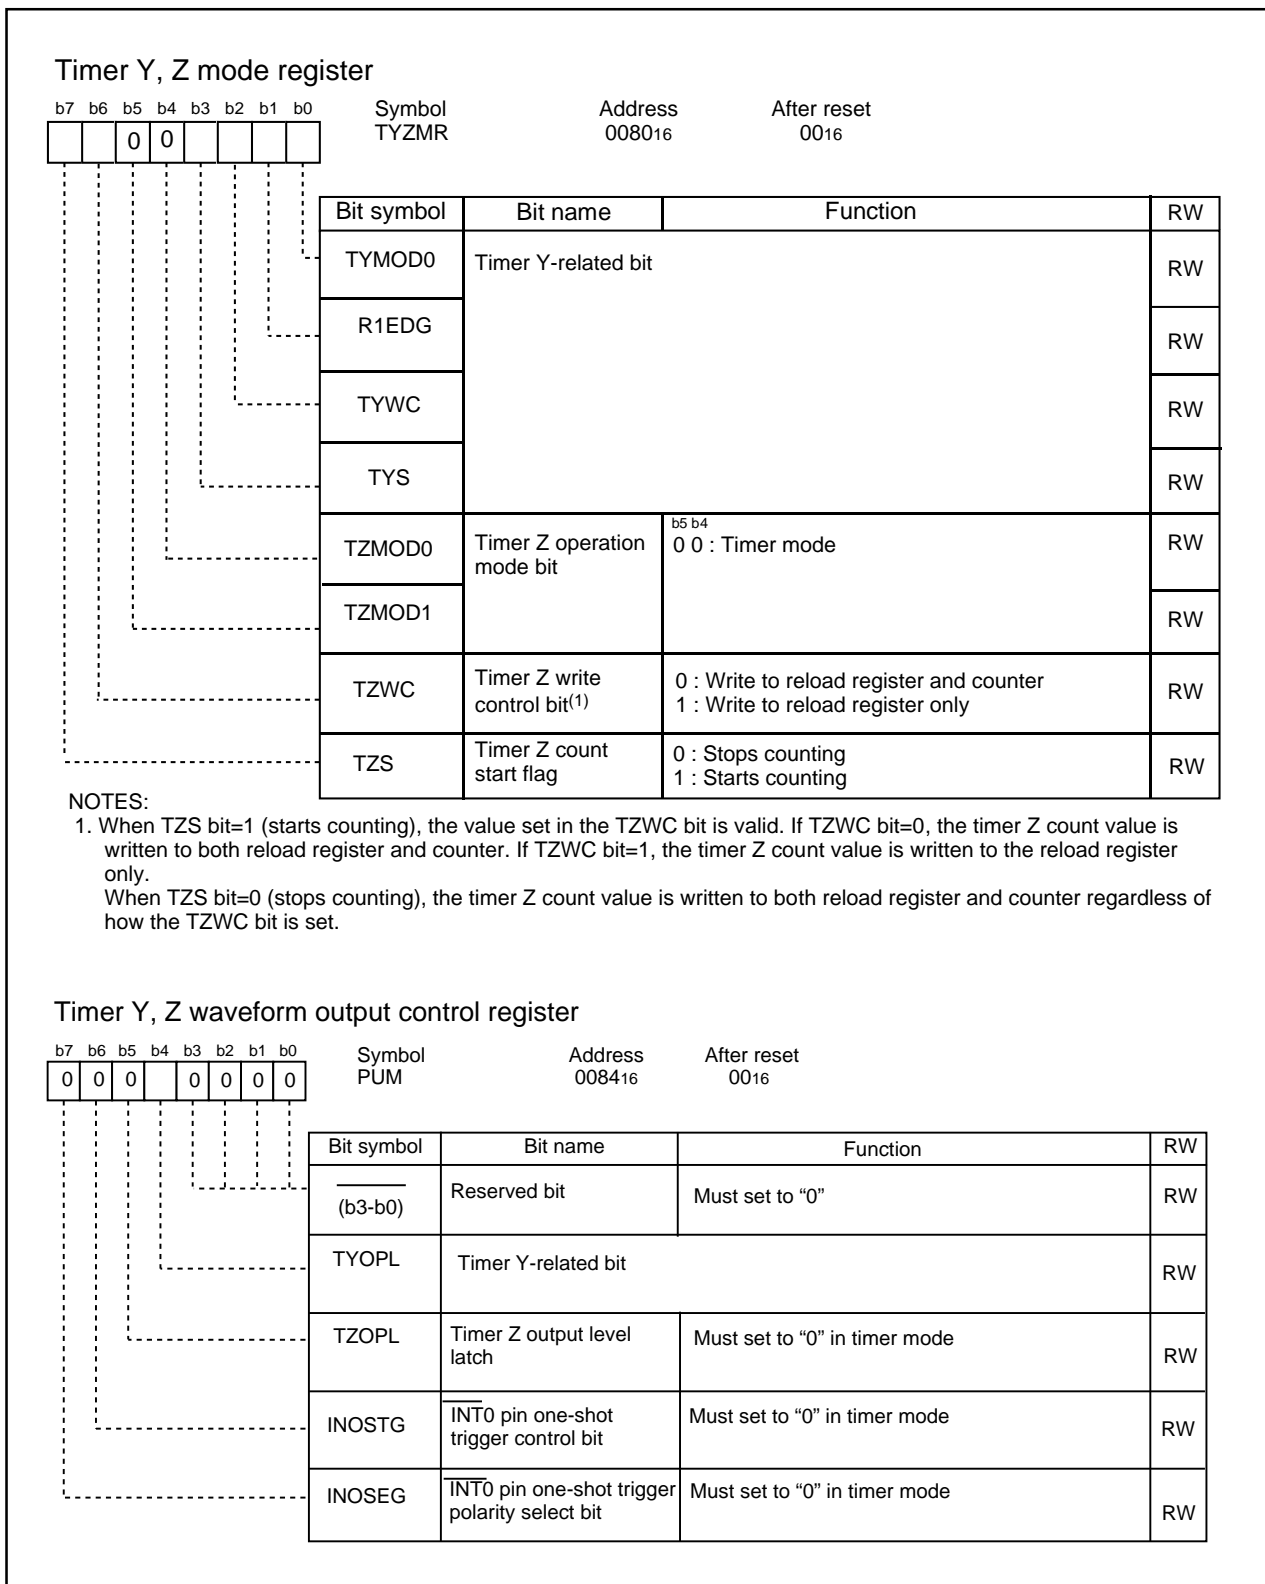 Timer Y, Z mode register
b7 b6 b5 b4 b3 b2 b1 b0
0 0
Symbol Address After reset
TYZMR 008016 0016
Bit symbol Bit name Function RW
TYMOD0 Timer Y-related bit RW
R1EDG RW
TYWC RW
TYS RW
b5 b4
TZMOD0 Timer Z operation mode bit 0 0 : Timer mode RW
TZMOD1 RW
TZWC Timer Z write control bit(1) 0 : Write to reload register and counter RW
1 : Write to reload register only
TZS Timer Z count start flag 0 : Stops counting RW
1 : Starts counting
NOTES:
1. When TZS bit=1 (starts counting), the value set in the TZWC bit is valid. If TZWC bit=0, the timer Z count value is
written to both reload register and counter. If TZWC bit=1, the timer Z count value is written to the reload register
only.
When TZS bit=0 (stops counting), the timer Z count value is written to both reload register and counter regardless of
how the TZWC bit is set.
Timer Y, Z waveform output control register
b7 b6 b5 b4 b3 b2 b1 b0
0 0 0 0 0 0 0
Symbol Address After reset
PUM 008416 0016
Bit symbol Bit name Function RW
(b3-b0) Reserved bit Must set to “0” RW
TYOPL Timer Y-related bit RW
TZOPL Timer Z output level latch Must set to “0” in timer mode RW
INOSTG INT0 pin one-shot trigger control bit Must set to “0” in timer mode RW
INOSEG INT0 pin one-shot trigger polarity select bit Must set to “0” in timer mode RW